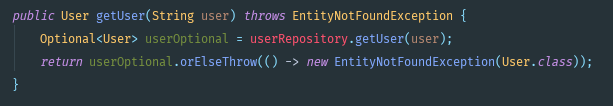 public User getUser(String user) throws EntityNotFoundException {
    Optional<User> userOptional = userRepository.getUser(user);
    return userOptional.orElseThrow(() -> new EntityNotFoundException(User.class));
}